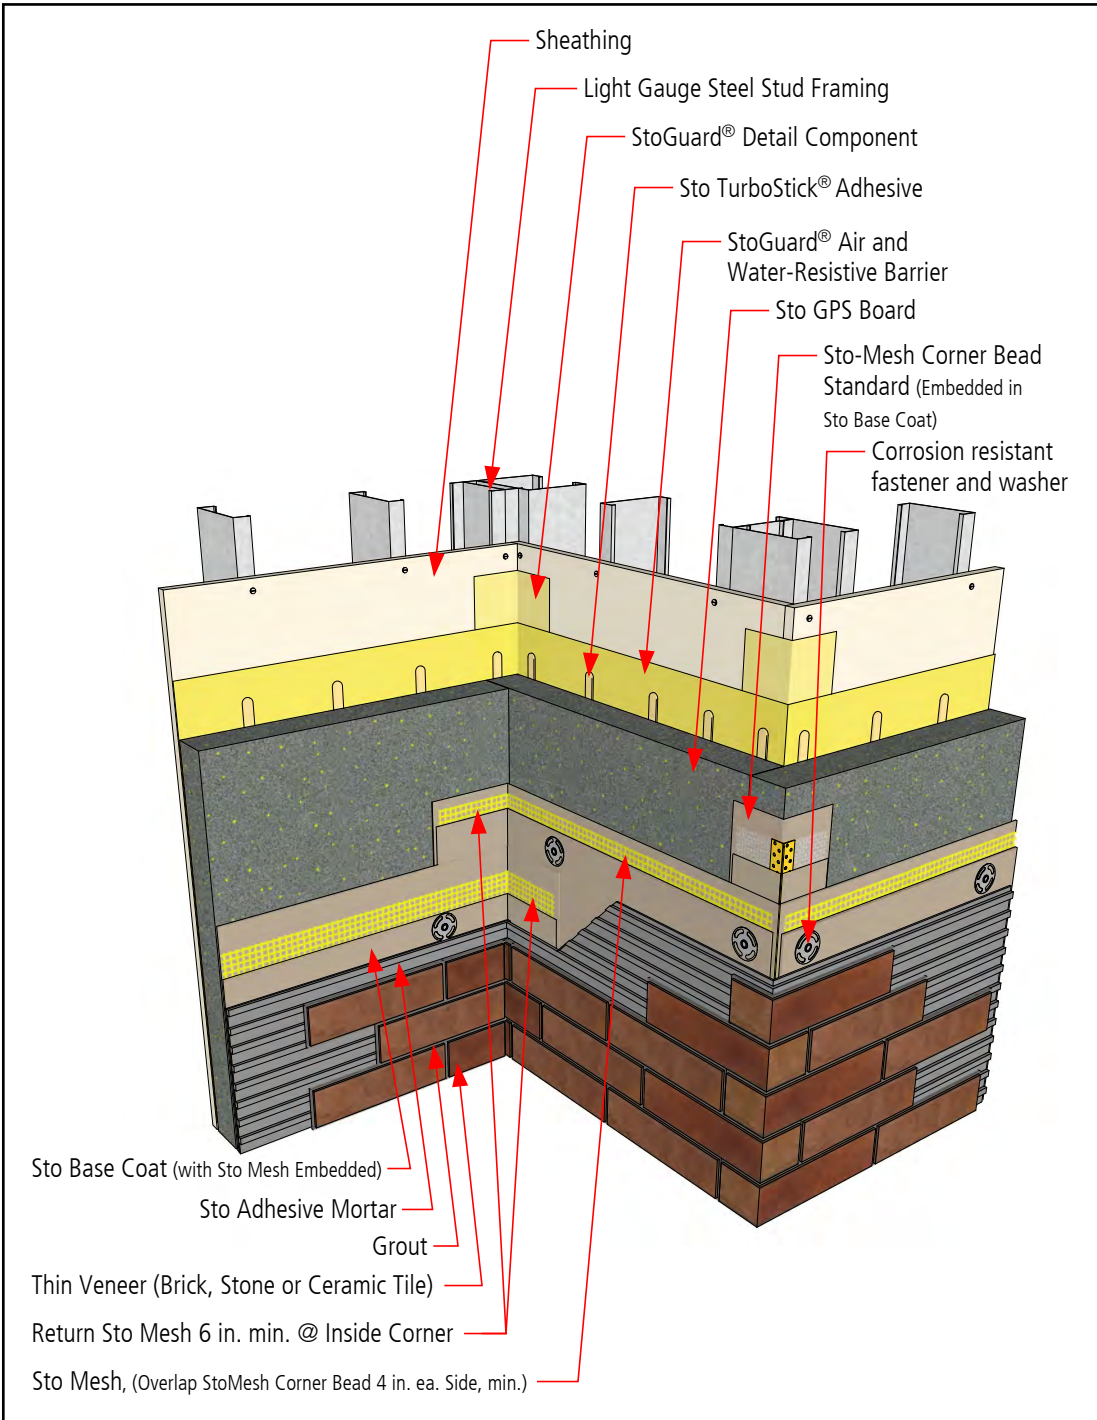 Sheathing
Light Gauge Steel Stud Framing
StoGuard® Detail Component
Sto TurboStick® Adhesive
StoGuard® Air and
Water-Resistive Barrier
Sto GPS Board
Sto-Mesh Corner Bead
Standard (Embedded in
Sto Base Coat)
Corrosion resistant
fastener and washer
Sto Base Coat (with Sto Mesh Embedded)
Sto Adhesive Mortar
Grout
Thin Veneer (Brick, Stone or Ceramic Tile)
Return Sto Mesh 6 in. min. @ Inside Corner
Sto Mesh, (Overlap StoMesh Corner Bead 4 in. ea. Side, min.)